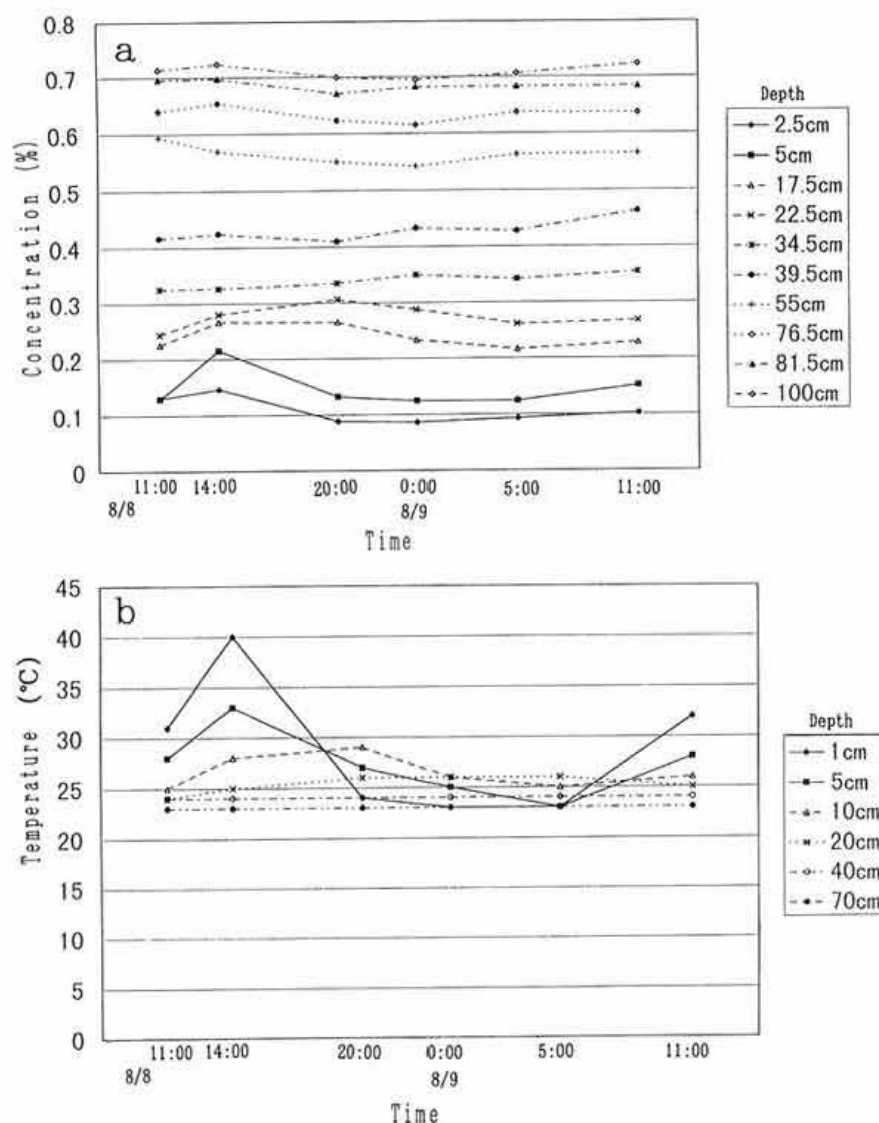 a
0.8
0.7
0.6
0.5
0.4
0.3
0.2
0.1
0
Concentration (%)
11:00 14:00 20:00 0:00 5:00 11:00
8/8 8/9
Time
Depth
2.5cm
5cm
17.5cm
22.5cm
34.5cm
39.5cm
55cm
76.5cm
81.5cm
100cm
b
45
40
35
30
25
20
15
10
5
0
Temperature (°C)
11:00 14:00 20:00 0:00 5:00 11:00
8/8 8/9
Time
Depth
1cm
5cm
10cm
20cm
40cm
70cm